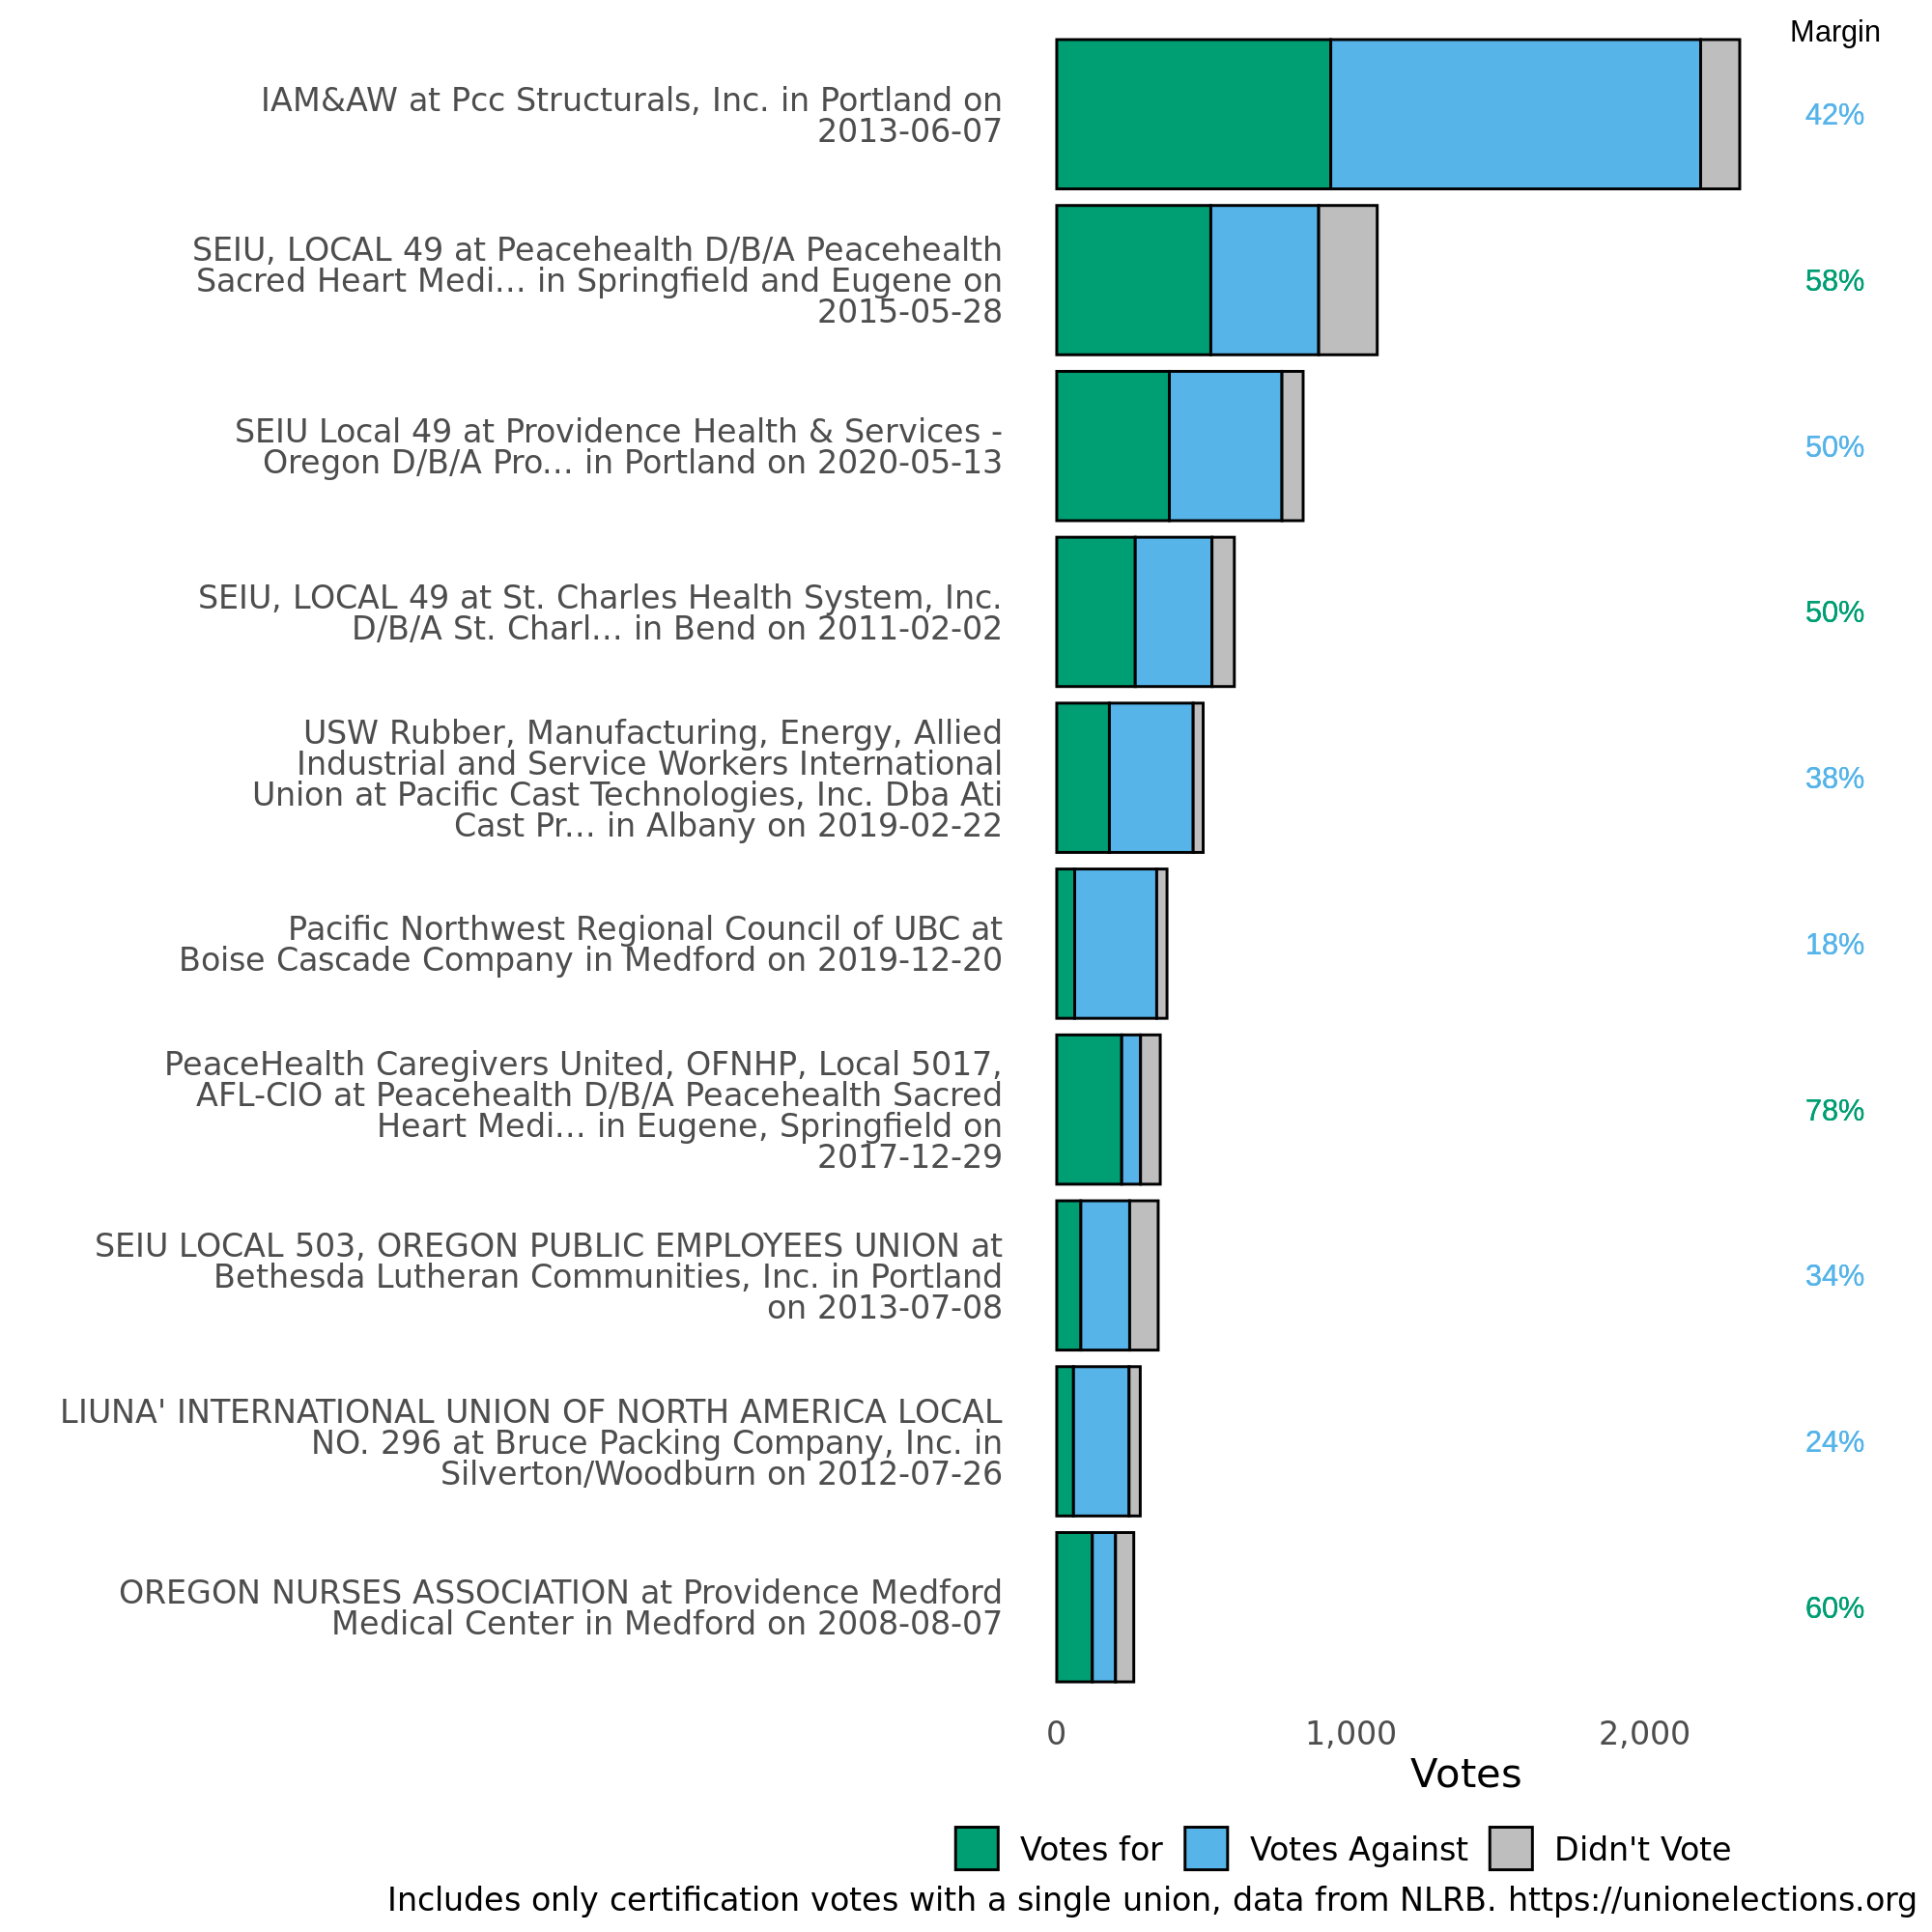 Margin
IAM&AW at Pcc Structurals, Inc. in Portland on
2013-06-07
42%
SEIU, LOCAL 49 at Peacehealth D/B/A Peacehealth
Sacred Heart Medi... in Springfield and Eugene on
2015-05-28
58%
SEIU Local 49 at Providence Health & Services -
Oregon D/B/A Pro... in Portland on 2020-05-13
50%
SEIU, LOCAL 49 at St. Charles Health System, Inc.
D/B/A St. Charl... in Bend on 2011-02-02
50%
USW Rubber, Manufacturing, Energy, Allied
Industrial and Service Workers International
Union at Pacific Cast Technologies, Inc. Dba Ati
Cast Pr... in Albany on 2019-02-22
38%
Pacific Northwest Regional Council of UBC at
Boise Cascade Company in Medford on 2019-12-20
18%
PeaceHealth Caregivers United, OFNHP, Local 5017,
AFL-CIO at Peacehealth D/B/A Peacehealth Sacred
Heart Medi... in Eugene, Springfield on
2017-12-29
78%
SEIU LOCAL 503, OREGON PUBLIC EMPLOYEES UNION at
Bethesda Lutheran Communities, Inc. in Portland
on 2013-07-08
34%
LIUNA' INTERNATIONAL UNION OF NORTH AMERICA LOCAL
NO. 296 at Bruce Packing Company, Inc. in
Silverton/Woodburn on 2012-07-26
24%
OREGON NURSES ASSOCIATION at Providence Medford
Medical Center in Medford on 2008-08-07
60%
0 1,000 2,000
Votes
Votes for Votes Against Didn't Vote
Includes only certification votes with a single union, data from NLRB. https://unionelections.org